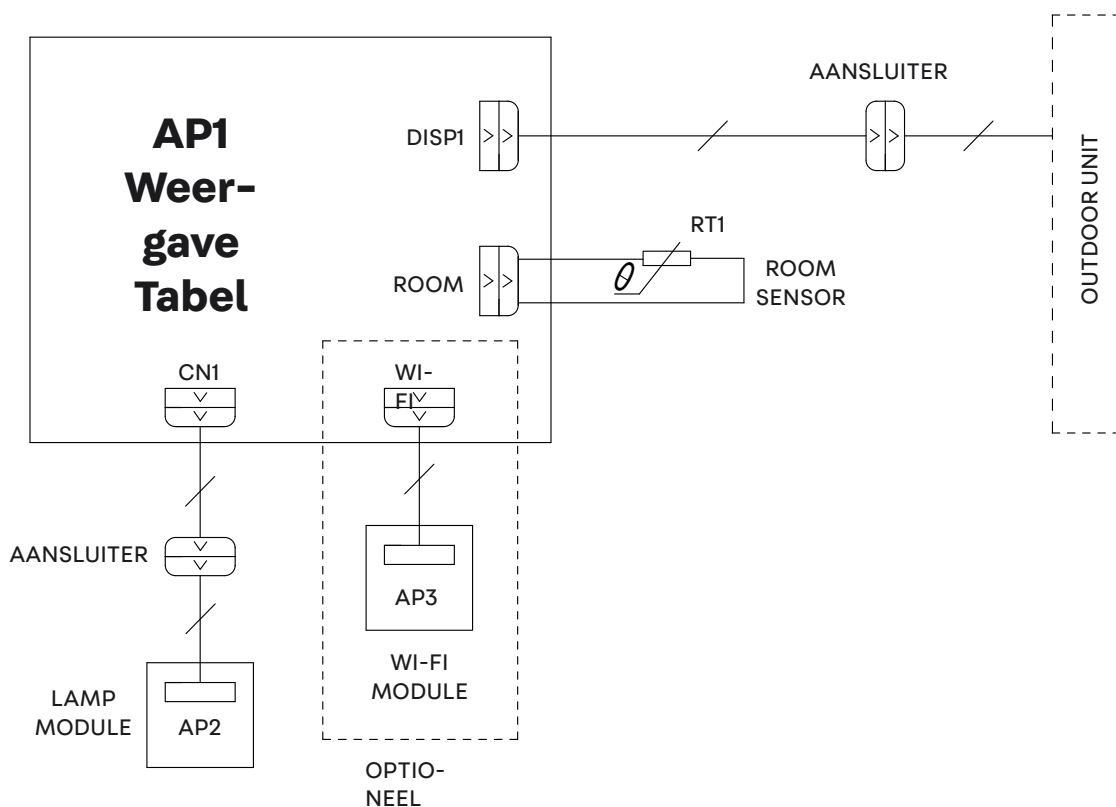 AANSLUITER
AP1
Weer-
gave
Tabel
DISP1
OUTDOOR UNIT
RT1
ROOM
ROOM
SENSOR
CN1
WI-
FI
AANSLUITER
AP3
WI-FI
MODULE
LAMP
MODULE
AP2
OPTIO-
NEEL